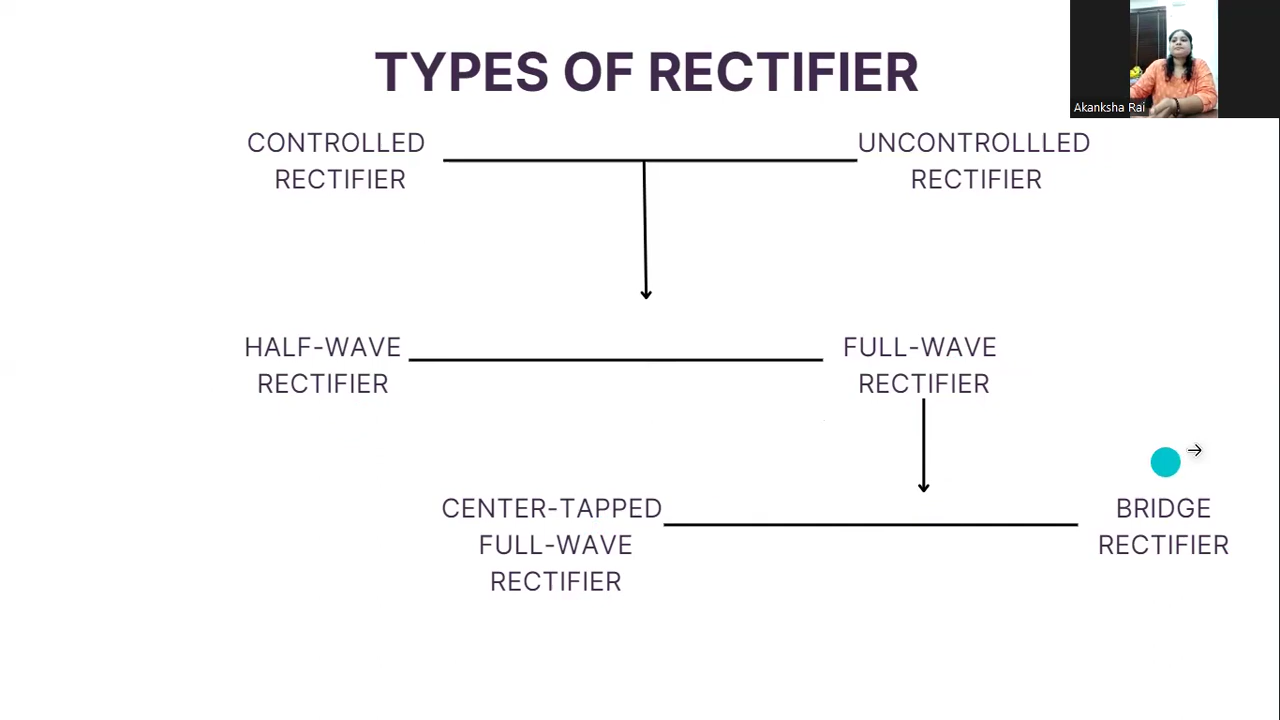 TYPES OF RECTIFIER
Akanksha Rai
CONTROLLED
RECTIFIER
UNCONTROLLLED
RECTIFIER
HALF-WAVE
RECTIFIER
FULL-WAVE
RECTIFIER
CENTER-TAPPED
FULL-WAVE
RECTIFIER
BRIDGE
RECTIFIER